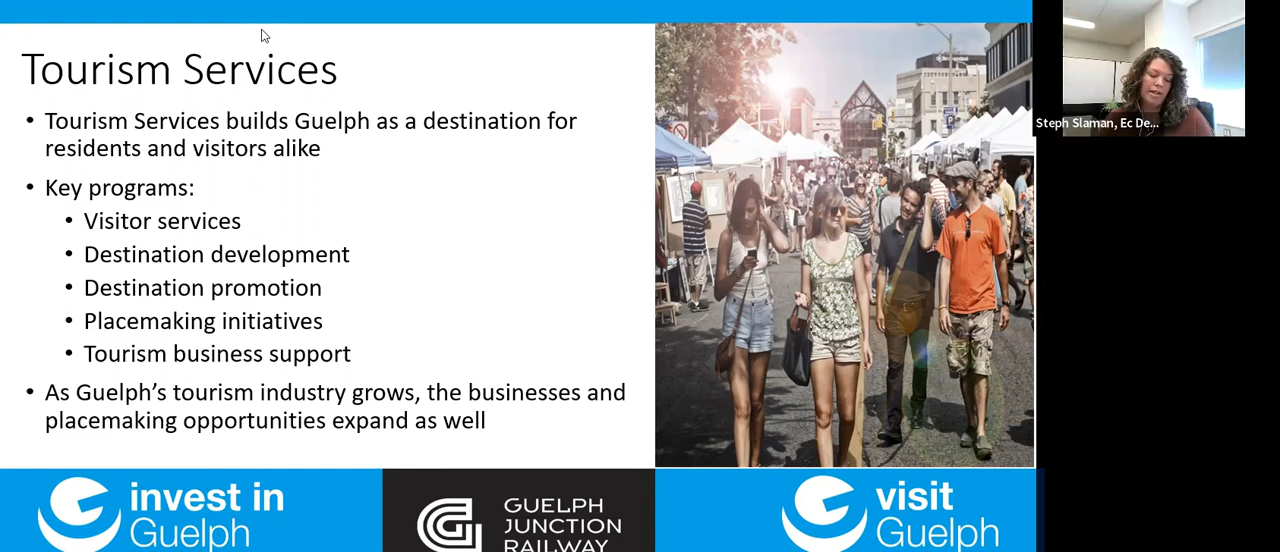 Tourism Services
• Tourism Services builds Guelph as a destination for
residents and visitors alike
• Key programs:
• Visitor services
• Destination development
• Destination promotion
• Placemaking initiatives
• Tourism business support
• As Guelph’s tourism industry grows, the businesses and
placemaking opportunities expand as well
Steph Slaman, Ec De...
invest in
Guelph
GUELPH
JUNCTION
RAILWAY
visit
Guelph